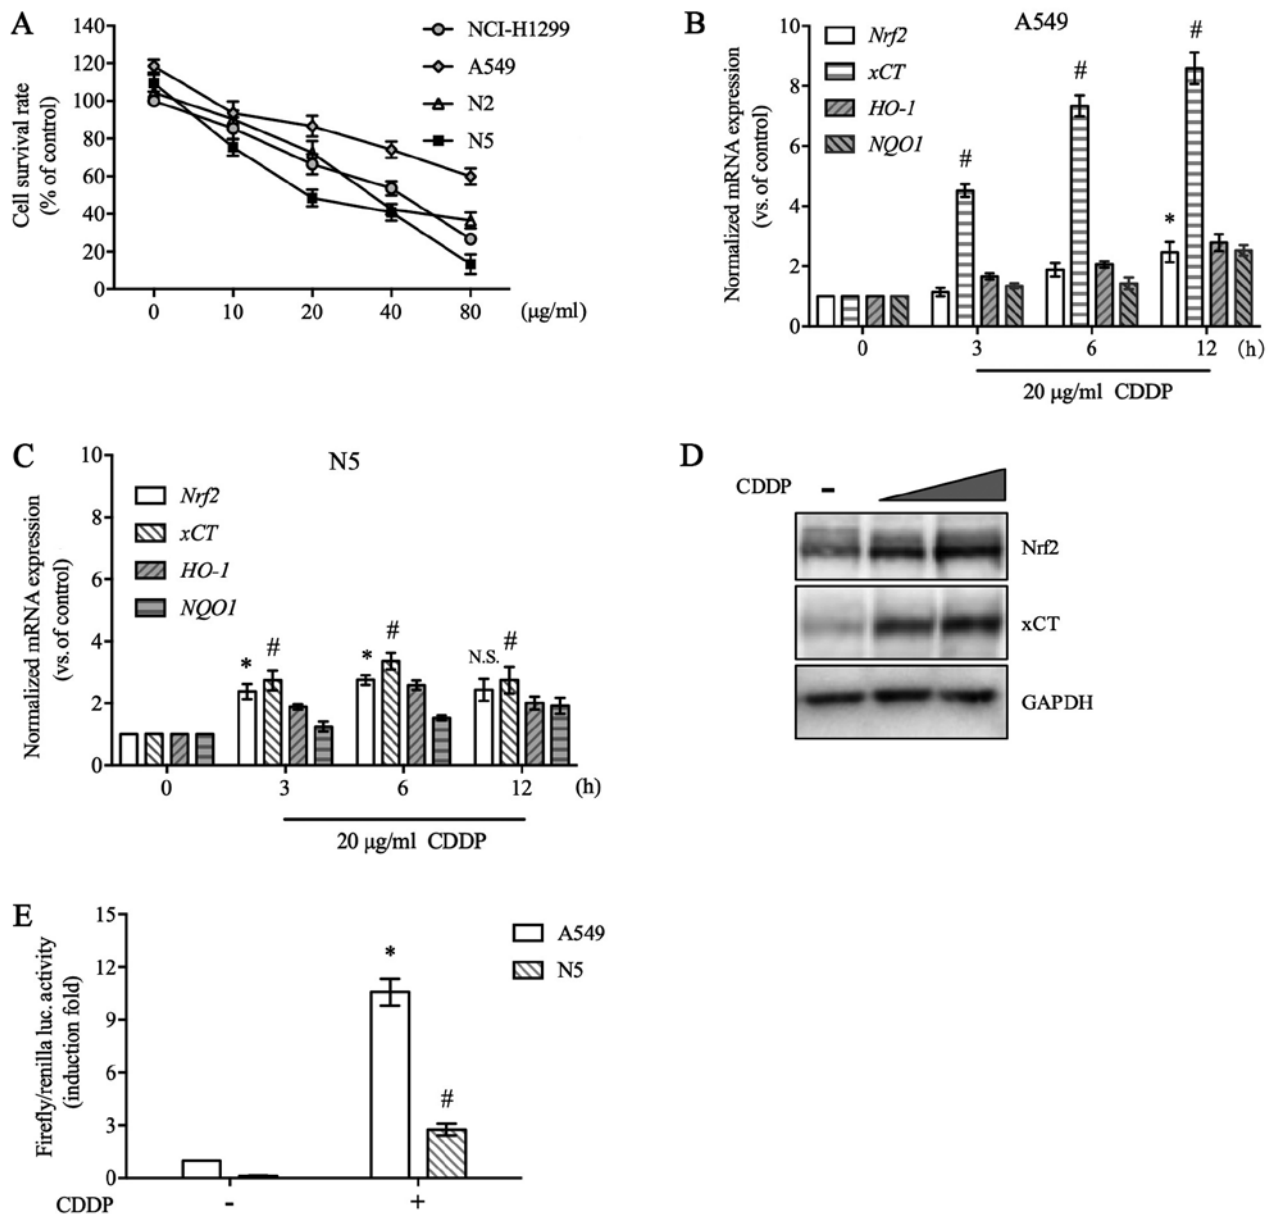 A
140
120
100
80
60
40
20
0
Cell survival rate
(% of control)
NCI-H1299
A549
N2
N5
0 10 20 40 80 (μg/ml)
B
A549
10
8
6
4
2
0
Normalized mRNA expression
(vs. of control)
Nrf2
xCT
HO-1
NQO1
# # * #
0 3 6 12 (h)
20 μg/ml CDDP
C
N5
10
8
6
4
2
0
Normalized mRNA expression
(vs. of control)
Nrf2
xCT
HO-1
NQO1
* # * # N.S. #
0 3 6 12 (h)
20 μg/ml CDDP
D
CDDP -
Nrf2
xCT
GAPDH
E
15
12
9
6
3
0
Firefly/renilla luc. activity
(induction fold)
A549
N5
* #
CDDP - +